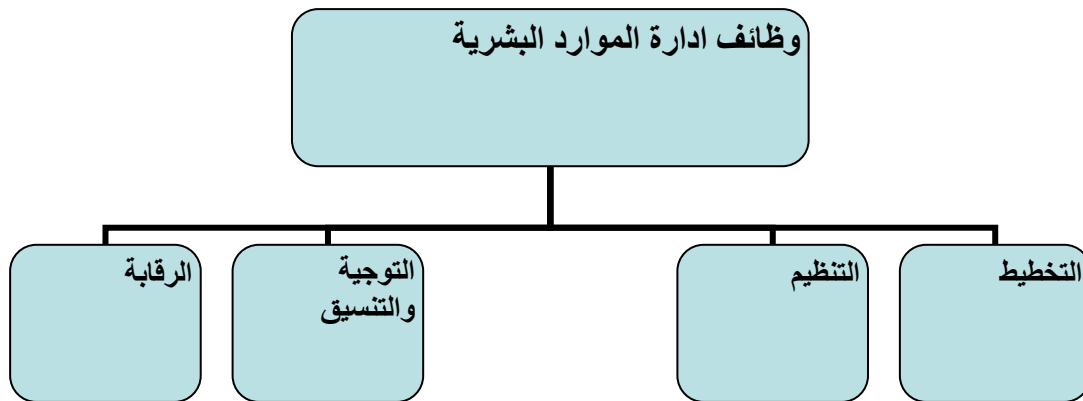 وظائف ادارة الموارد البشرية
التخطيط
التنظيم
التوجية
والتنسيق
الرقابة